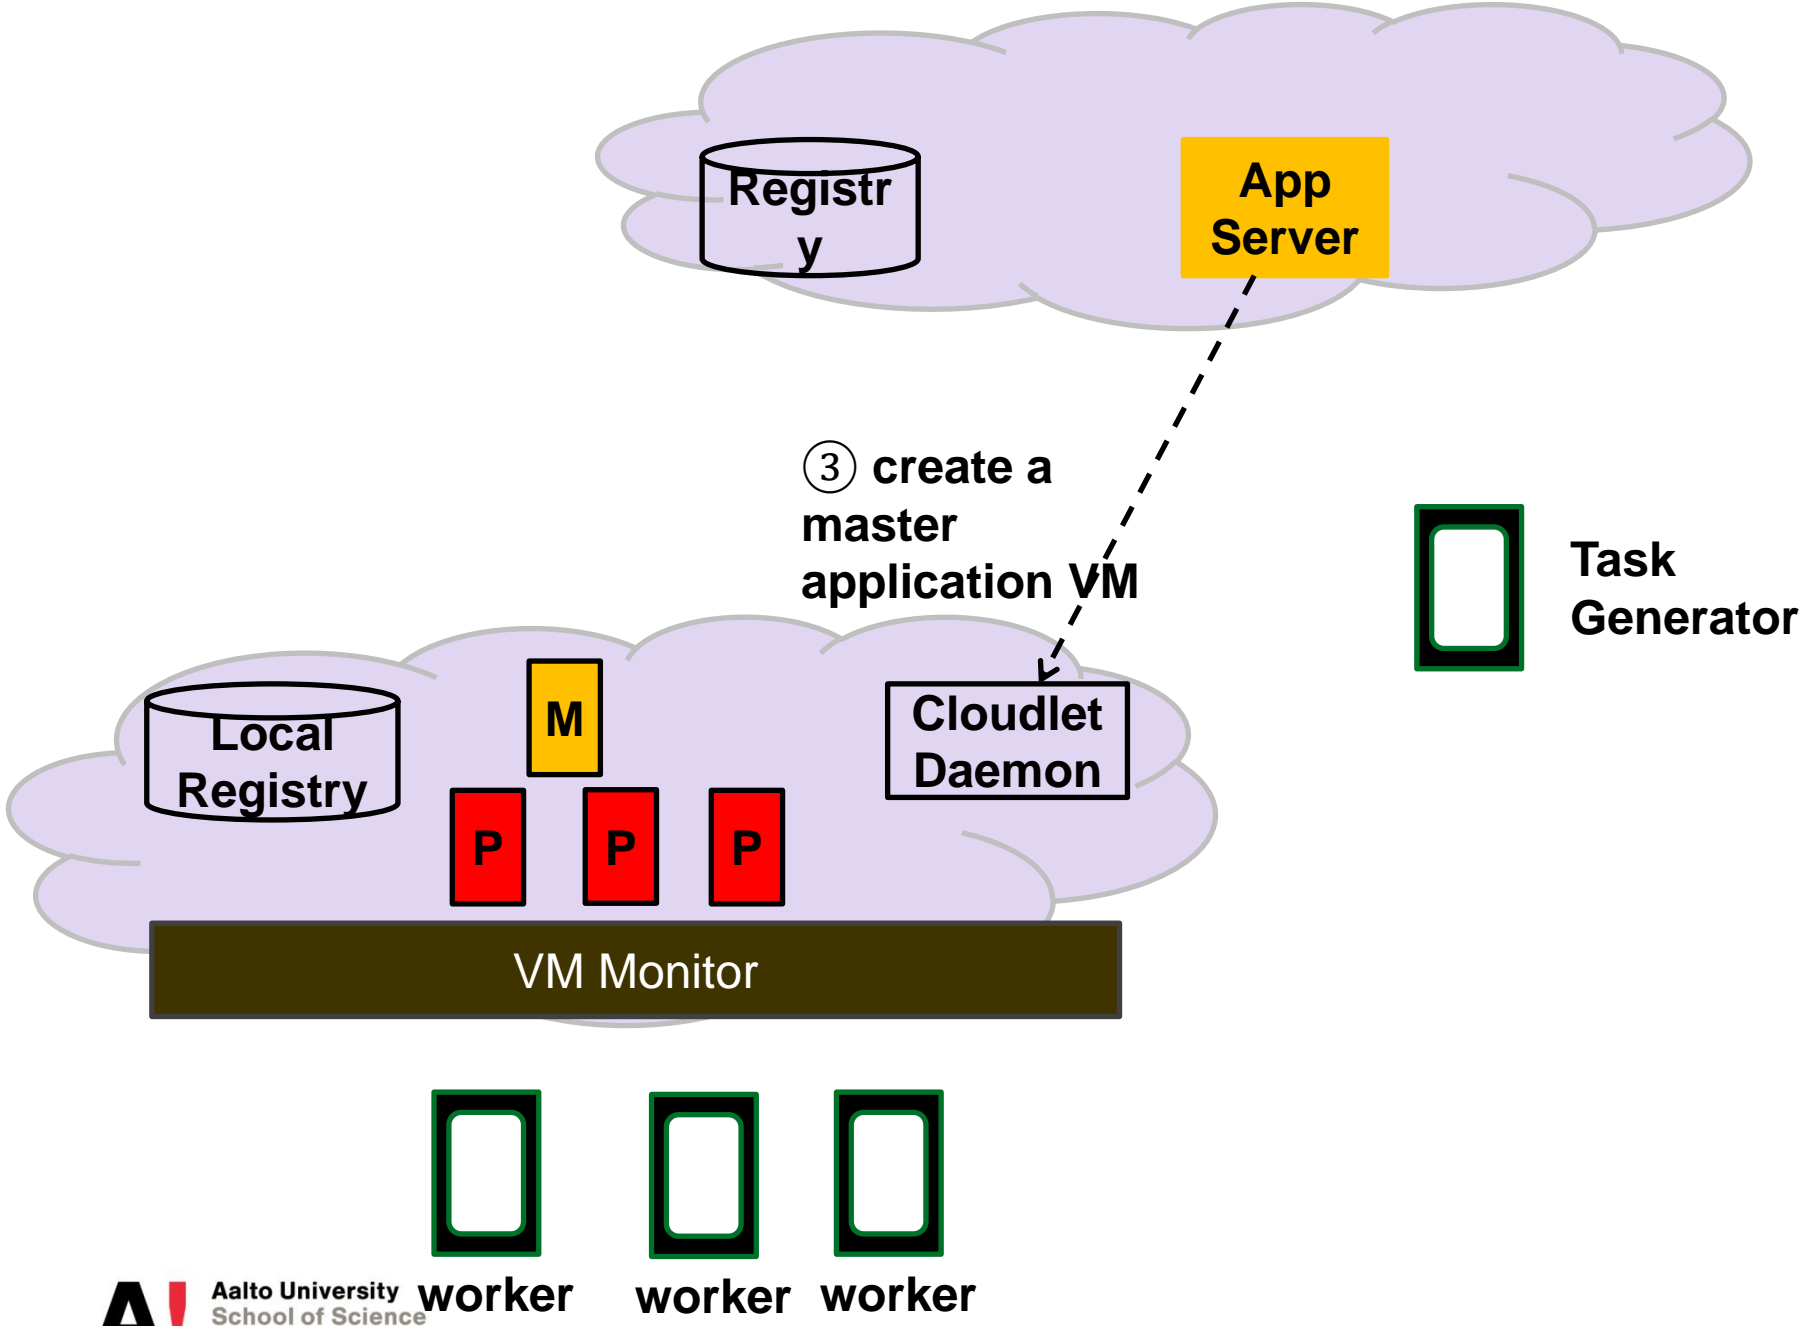 Registr
y
App
Server
③ create a
master
application VM
Task
Generator
Local
Registry
M
Cloudlet
Daemon
P
P
P
VM Monitor
worker
worker
worker
A!
Aalto University
School of Science